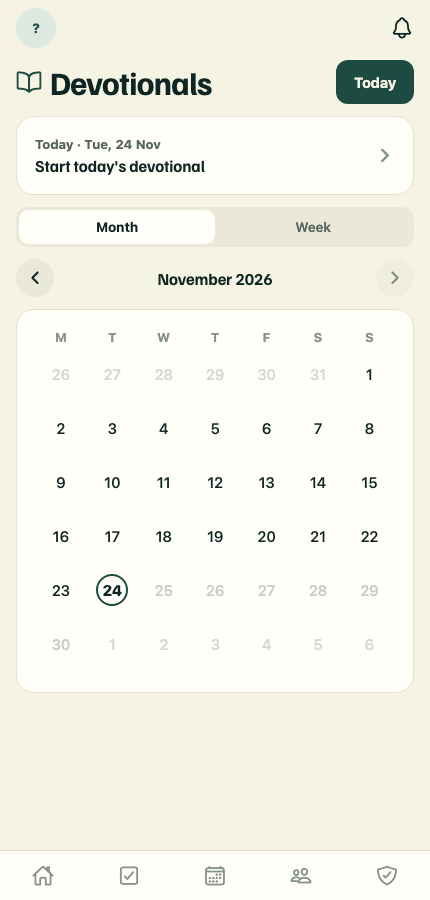 ?
Devotionals
Today
Today · Tue, 24 Nov
Start today's devotional
Month Week
November 2026
M T W T F S S
26 27 28 29 30 31 1
2 3 4 5 6 7 8
9 10 11 12 13 14 15
16 17 18 19 20 21 22
23 24 25 26 27 28 29
30 1 2 3 4 5 6